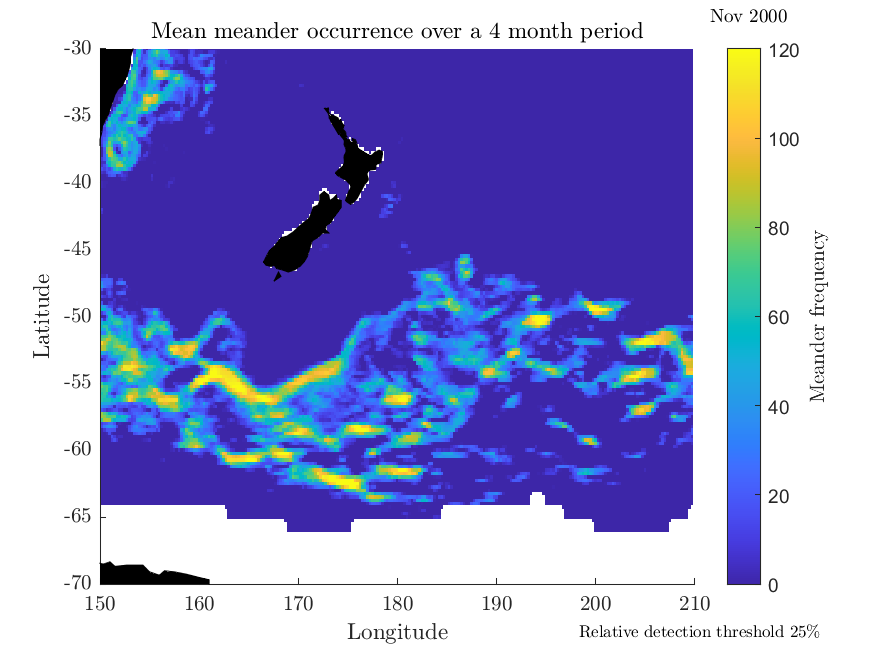 Nov 2000
Mean meander occurrence over a 4 month period
-30
-35
-40
-45
-50
-55
-60
-65
-70
Latitude
150 160 170 180 190 200 210
Longitude
120
100
80
60
40
20
0
Meander frequency
Relative detection threshold 25%